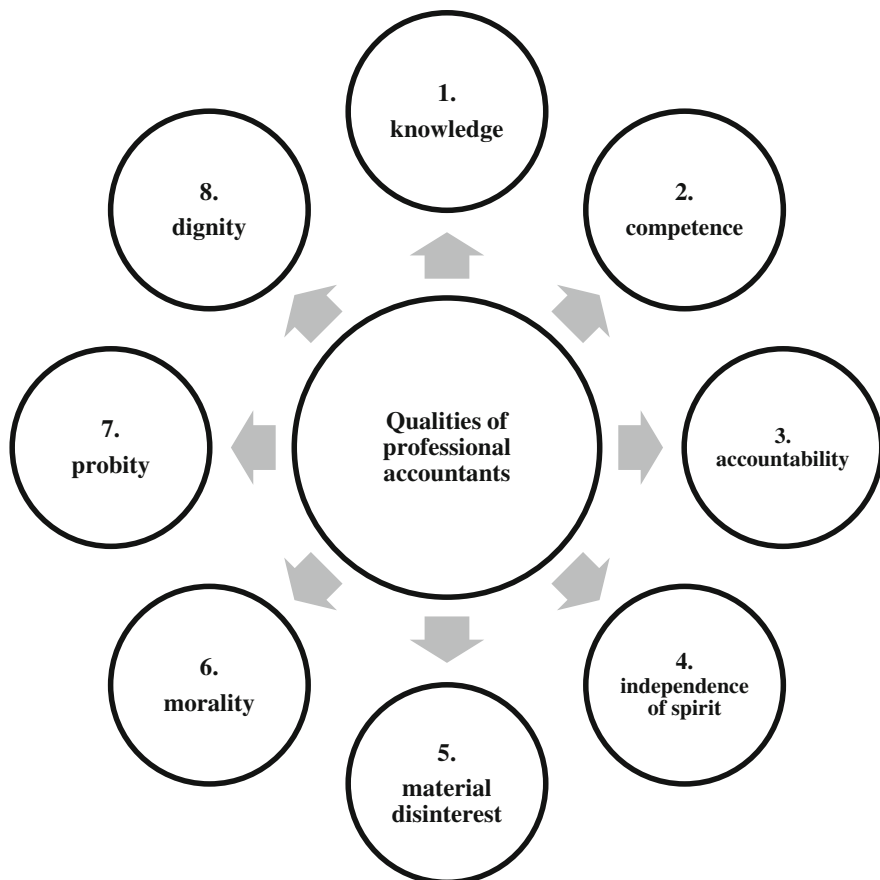 Qualities of
professional
accountants
1.
knowledge
2.
competence
3.
accountability
4.
independence
of spirit
5.
material
disinterest
6.
morality
7.
probity
8.
dignity